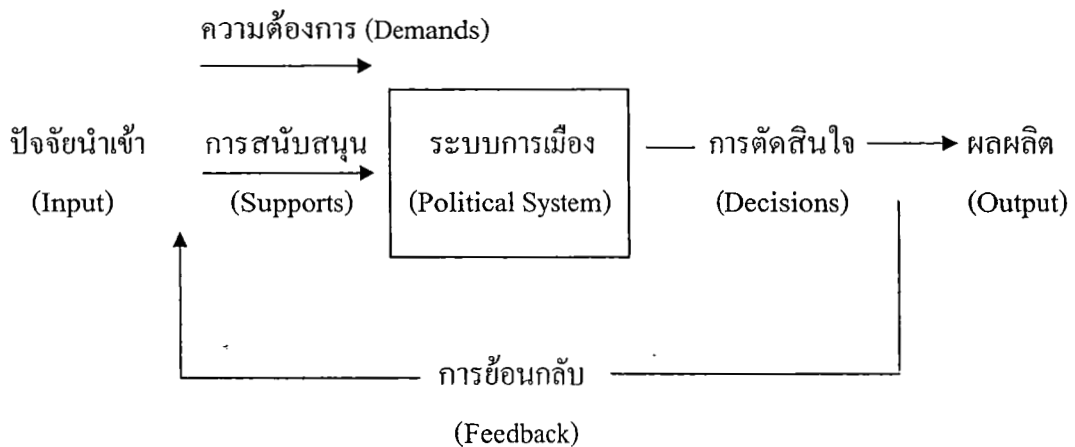 ความต้องการ (Demands)
ปัจจัยนำเข้า การสนับสนุน ระบบการเมือง การตัดสินใจ ผลผลิต
(Input) (Supports) (Political System) (Decisions) (Output)
การย้อนกลับ
(Feedback)